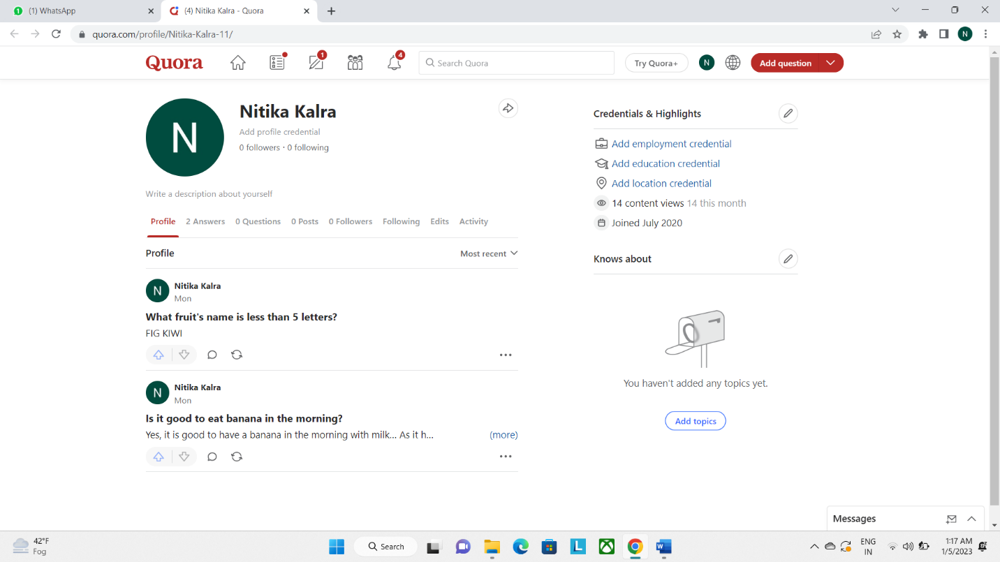 (1) WhatsApp
(4) Nitika Kalra - Quora
quora.com/profile/Nitika-Kalra-11/
N
Quora
1
4
Search Quora
Try Quora+
N
Add question
N
Nitika Kalra
Add profile credential
0 followers · 0 following
Write a description about yourself
Profile 2 Answers 0 Questions 0 Posts 0 Followers Following Edits Activity
Profile
Most recent
N
Nitika Kalra
Mon
What fruit's name is less than 5 letters?
FIG KIWI
N
Nitika Kalra
Mon
Is it good to eat banana in the morning?
Yes, it is good to have a banana in the morning with milk... As it h... (more)
Credentials & Highlights
Add employment credential
Add education credential
Add location credential
14 content views 14 this month
Joined July 2020
Knows about
You haven't added any topics yet.
Add topics
Messages
42°F
Fog
Search
L
W
ENG
IN
1:17 AM
1/5/2023